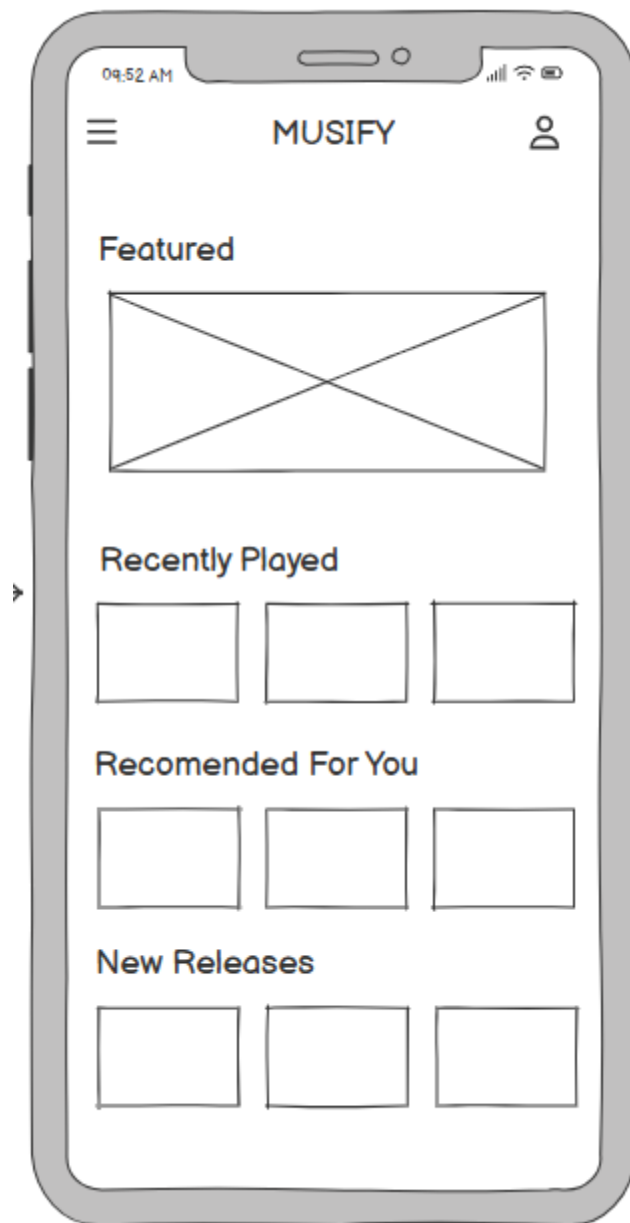 09:52 AM
MUSIFY
Featured
Recently Played
Recomended For You
New Releases